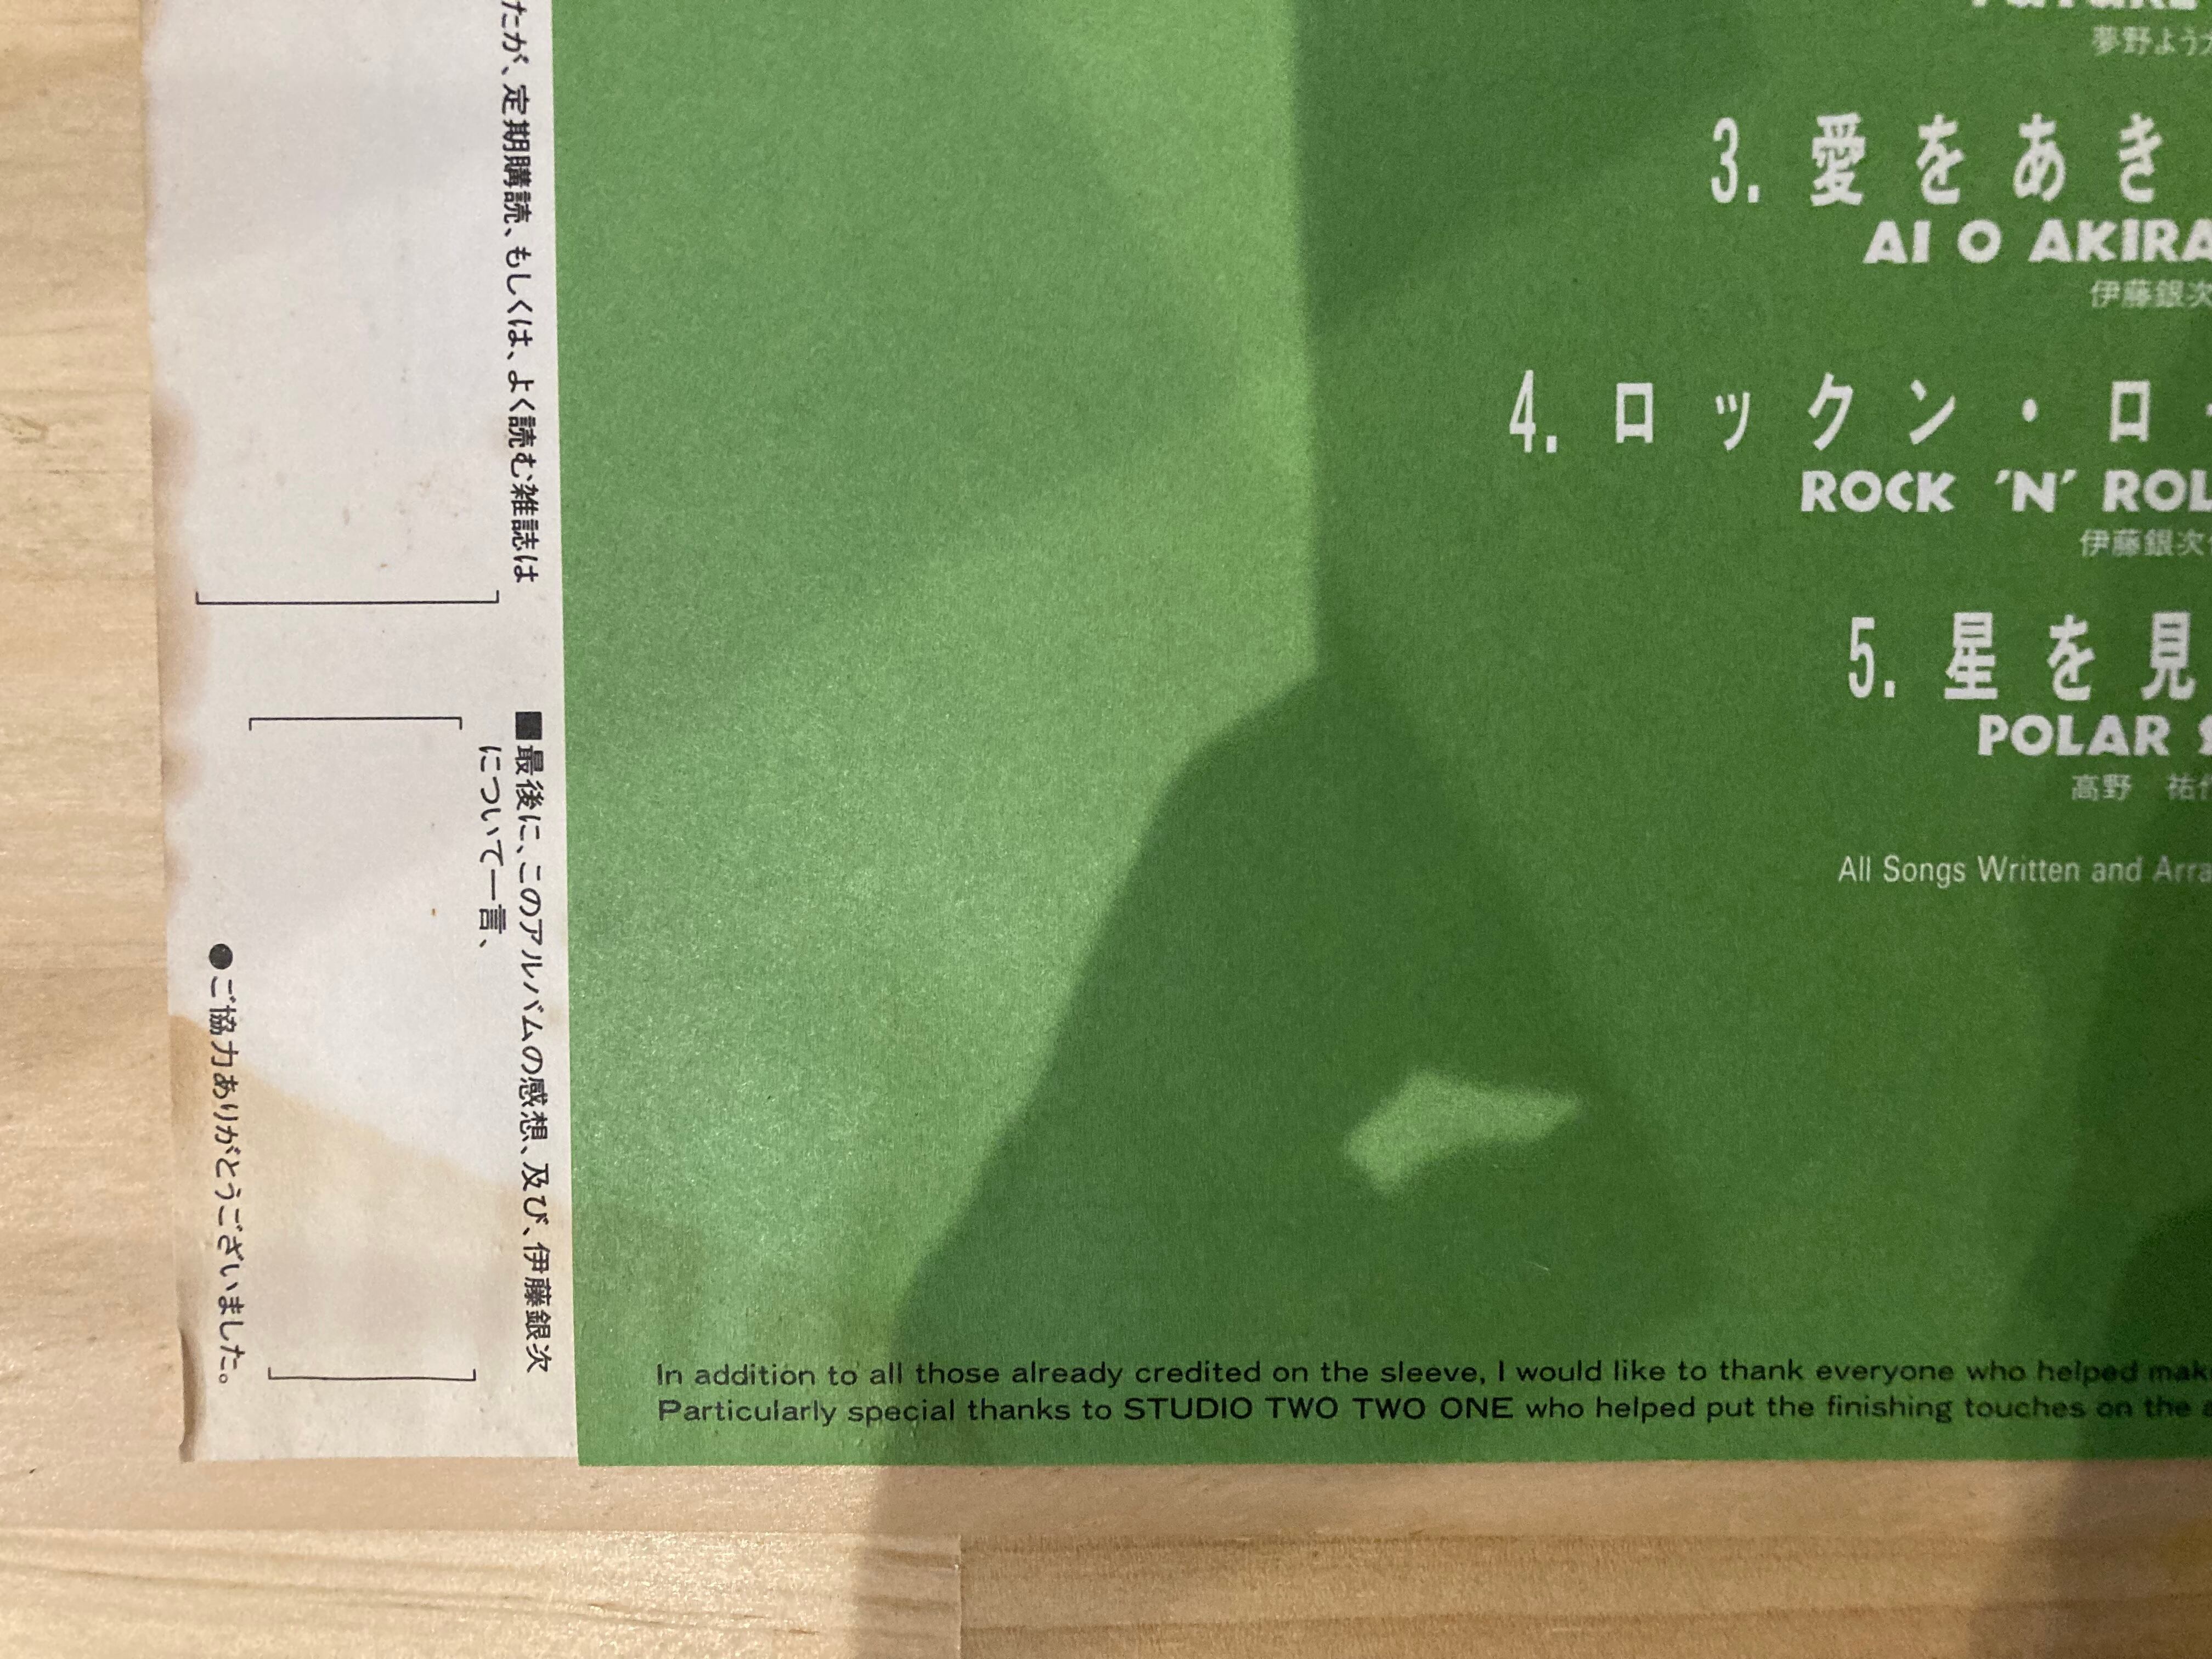 たが、定期購読、もしくは、よく読む雑誌は
■最後に、このアルバムの感想、及び、伊藤銀次
について一言、
●ご協力ありがとうございました。
夢野よう
3. 愛をあき
AI O AKIRA
伊藤銀次
4. ロックン・ロ
ROCK 'N' ROL
伊藤銀次
5. 星を見
POLAR
高野 祐
All Songs Written and Arra
In addition to all those already credited on the sleeve, I would like to thank everyone who helped mak
Particularly special thanks to STUDIO TWO TWO ONE who helped put the finishing touches on the